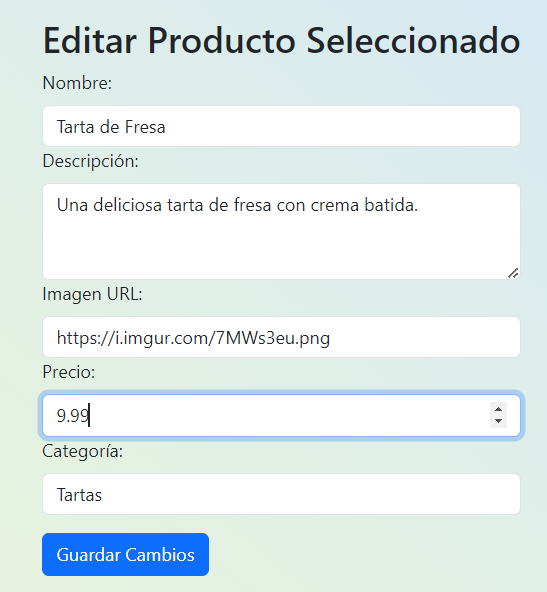 Editar Producto Seleccionado
Nombre:
Tarta de Fresa
Descripción:
Una deliciosa tarta de fresa con crema batida.
Imagen URL:
https://i.imgur.com/7MWs3eu.png
Precio:
9.99
Categoría:
Tartas
Guardar Cambios